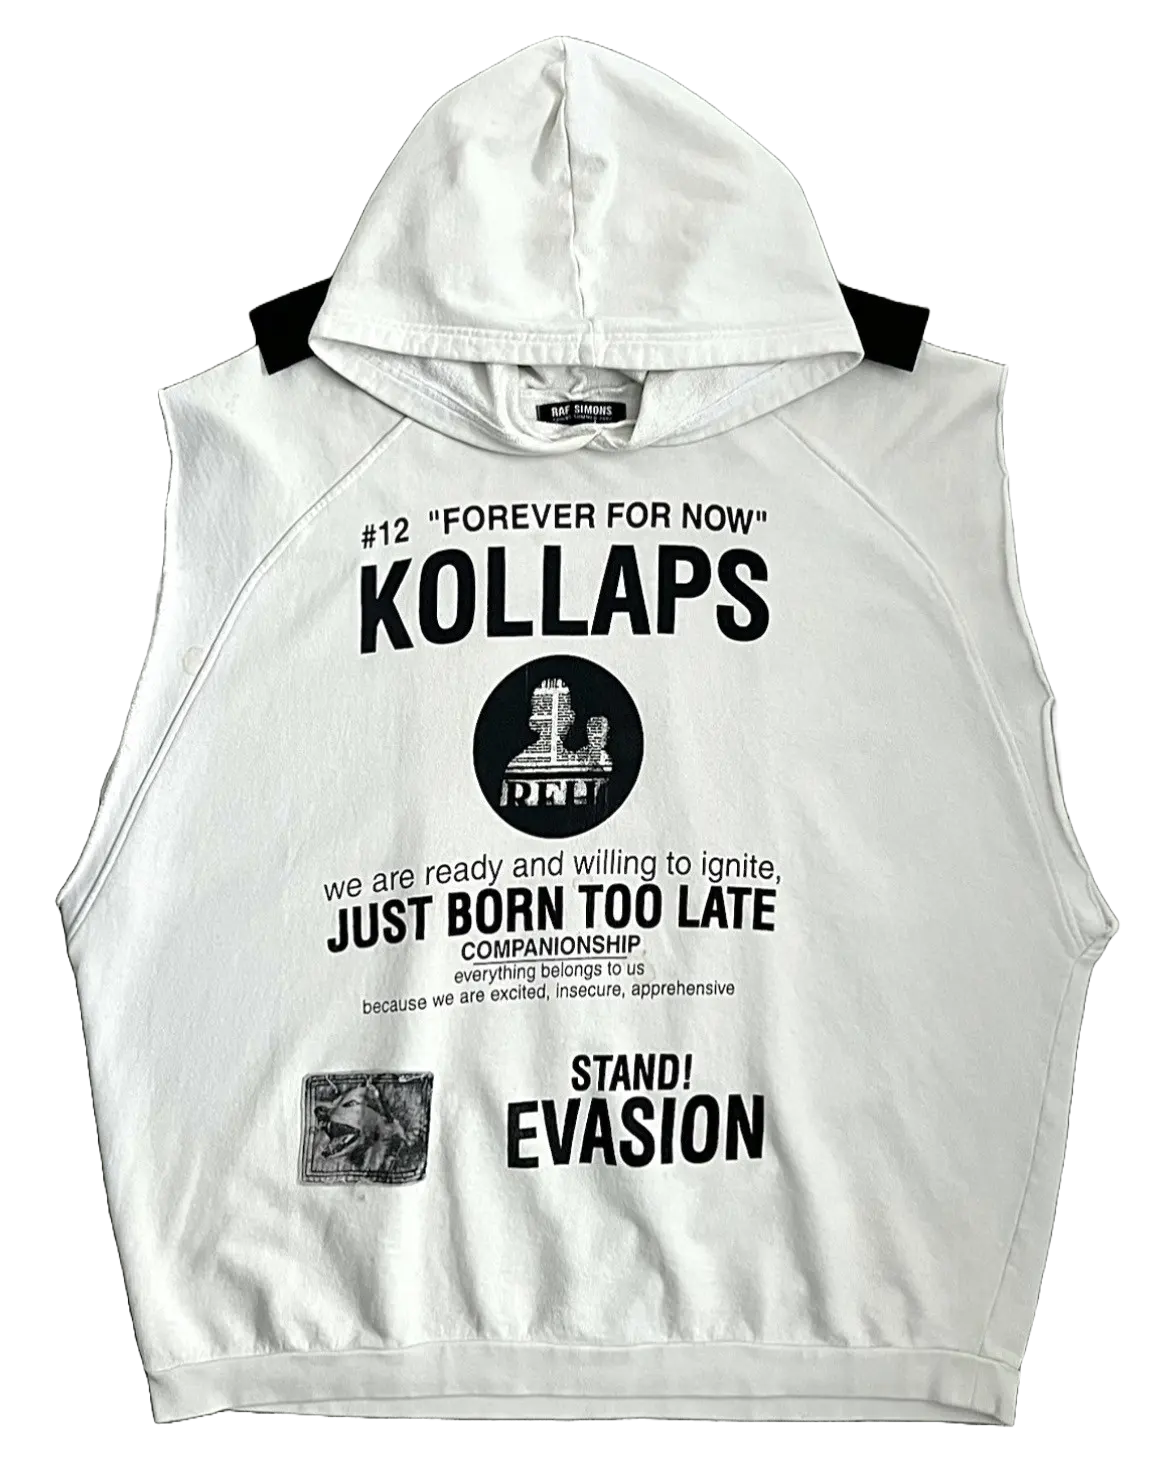 RAF SIMONS
#12 "FOREVER FOR NOW"
KOLLAPS
we are ready and willing to ignite,
JUST BORN TOO LATE
COMPANIONSHIP
everything belongs to us
because we are excited, insecure, apprehensive
STAND!
EVASION